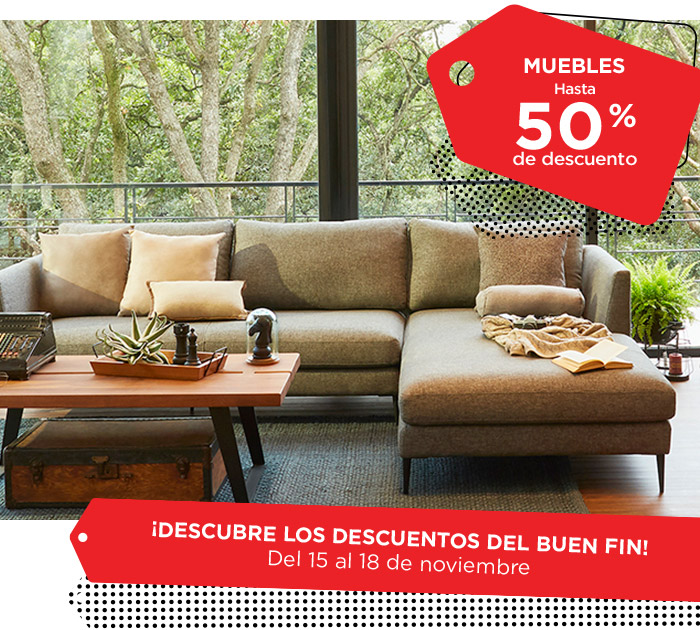 MUEBLES
Hasta
50%
de descuento
¡DESCUBRE LOS DESCUENTOS DEL BUEN FIN!
Del 15 al 18 de noviembre